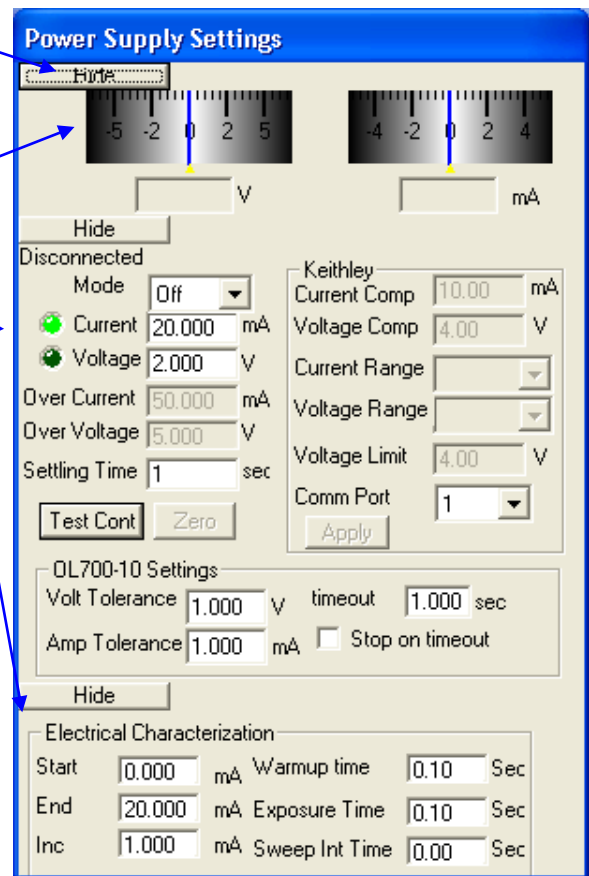 Power Supply Settings
Hide
-5 -2 0 2 5
-4 -2 0 2 4
V
mA
Hide
Disconnected
Mode Off
Current 20.000 mA
Voltage 2.000 V
Over Current 50.000 mA
Over Voltage 5.000 V
Settling Time 1 sec
Test Cont Zero
Keithley
Current Comp 10.00 mA
Voltage Comp 4.00 V
Current Range
Voltage Range
Voltage Limit 4.00 V
Comm Port 1
Apply
OL700-10 Settings
Volt Tolerance 1.000 V timeout 1.000 sec
Amp Tolerance 1.000 mA Stop on timeout
Hide
Electrical Characterization
Start 0.000 mA Warmup time 0.10 Sec
End 20.000 mA Exposure Time 0.10 Sec
Inc 1.000 mA Sweep Int Time 0.00 Sec